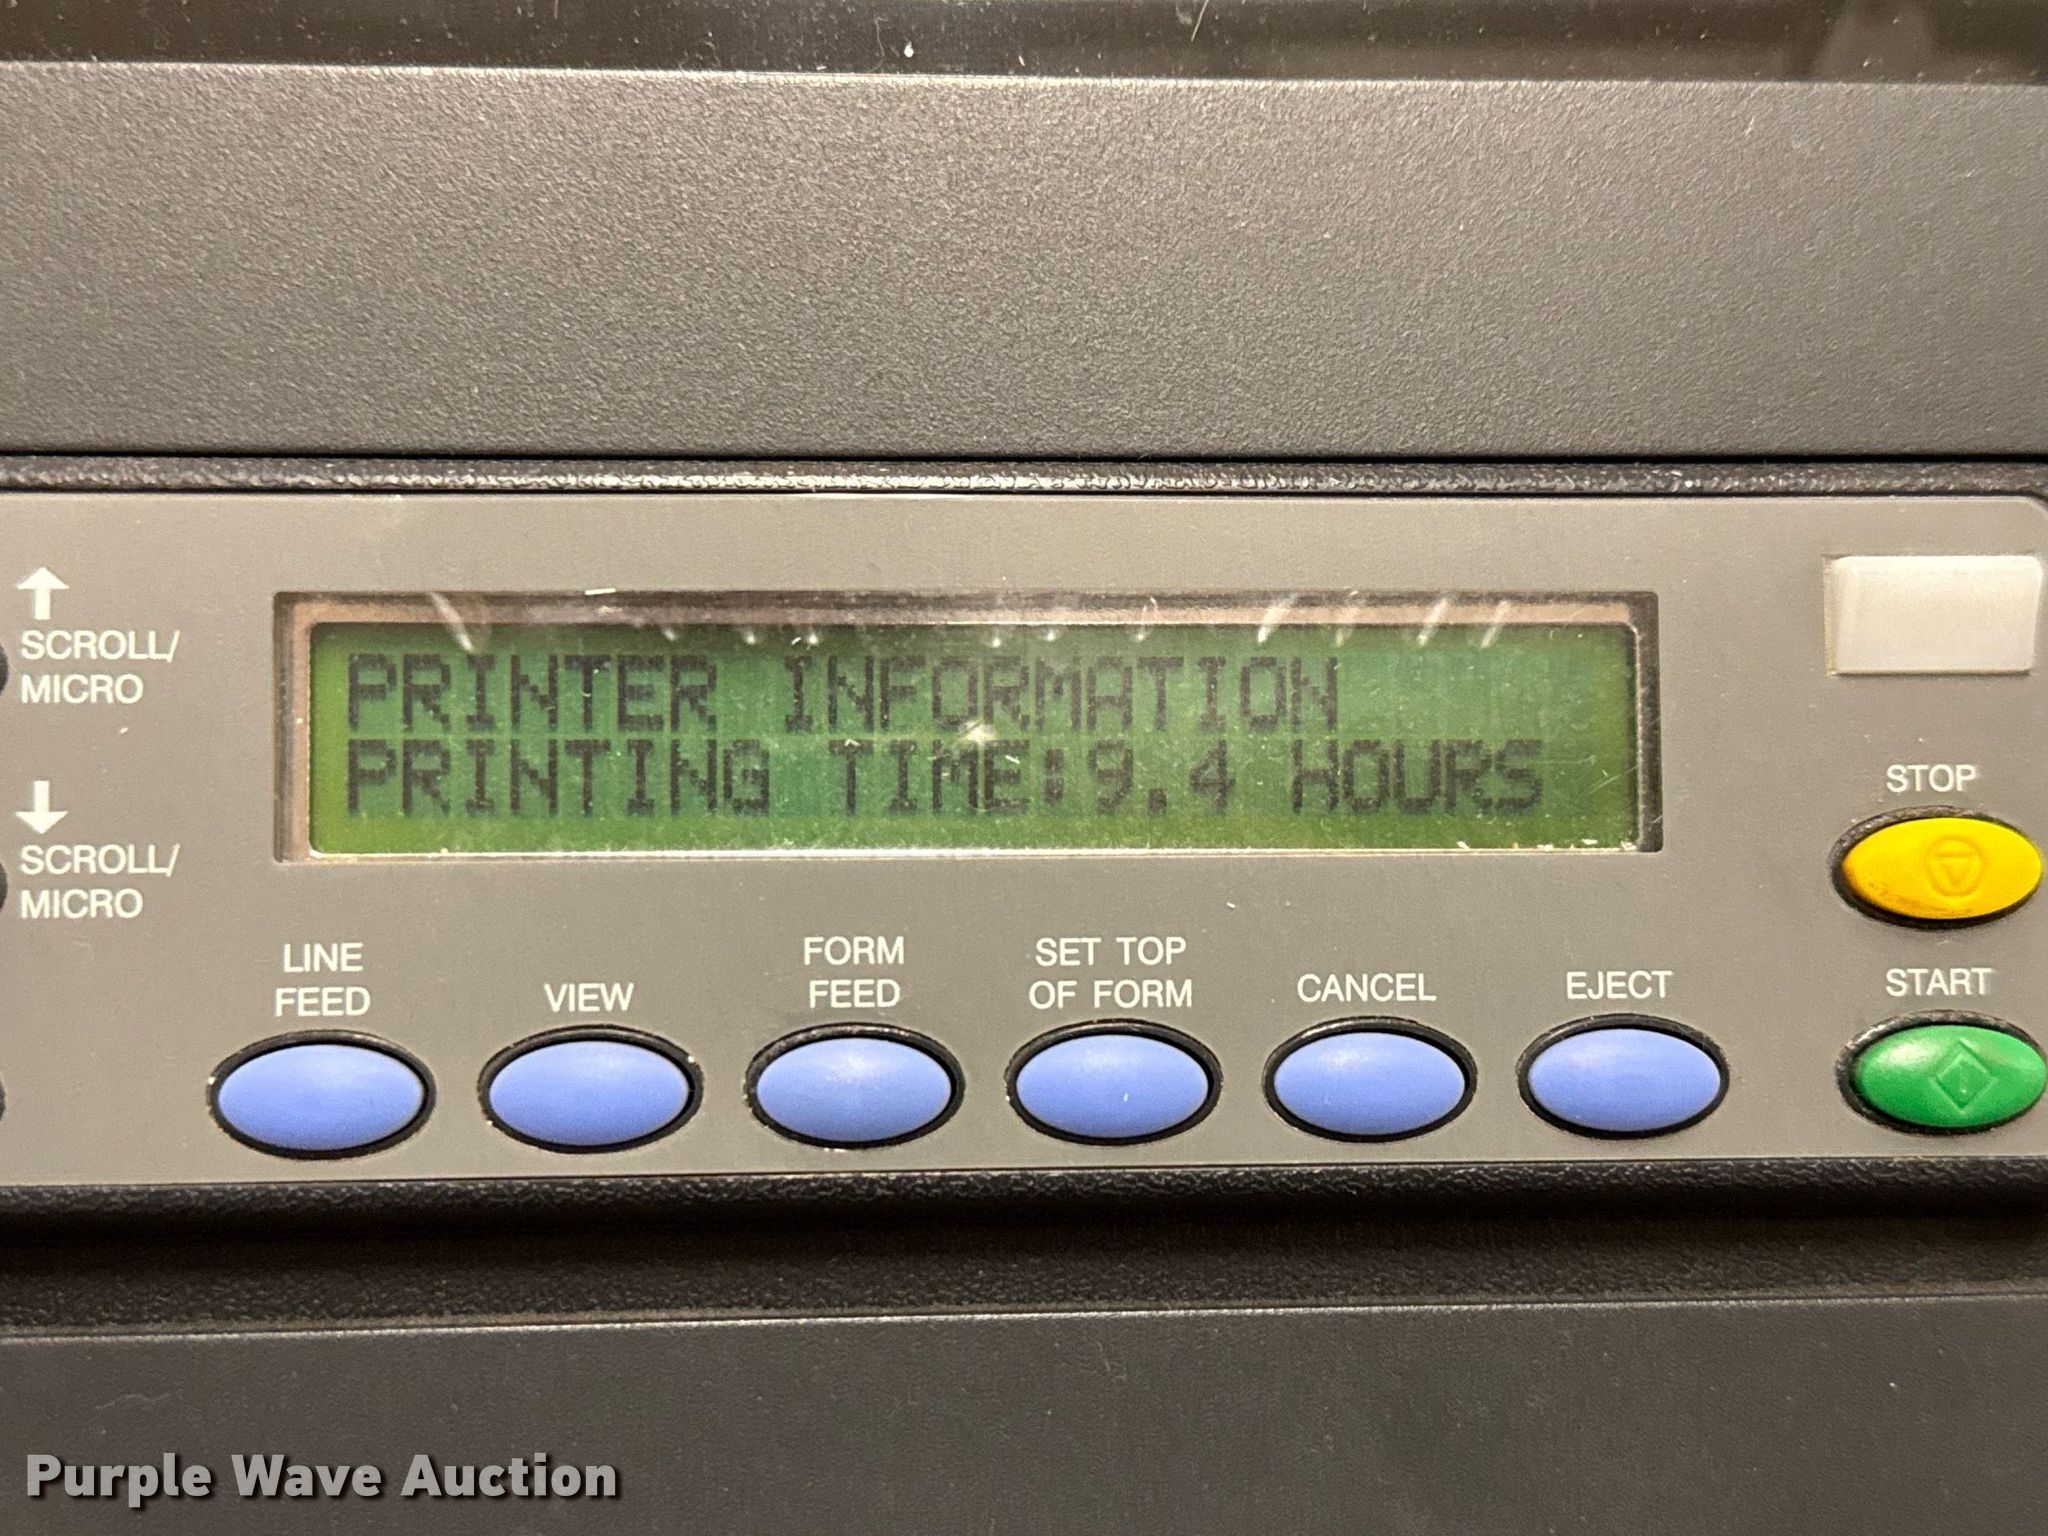 SCROLL/
MICRO
PRINTER INFORMATION
PRINTING TIME:9.4 HOURS
STOP
SCROLL/
MICRO
LINE
FEED
VIEW
FORM
FEED
SET TOP
OF FORM
CANCEL
EJECT
START
Purple Wave Auction